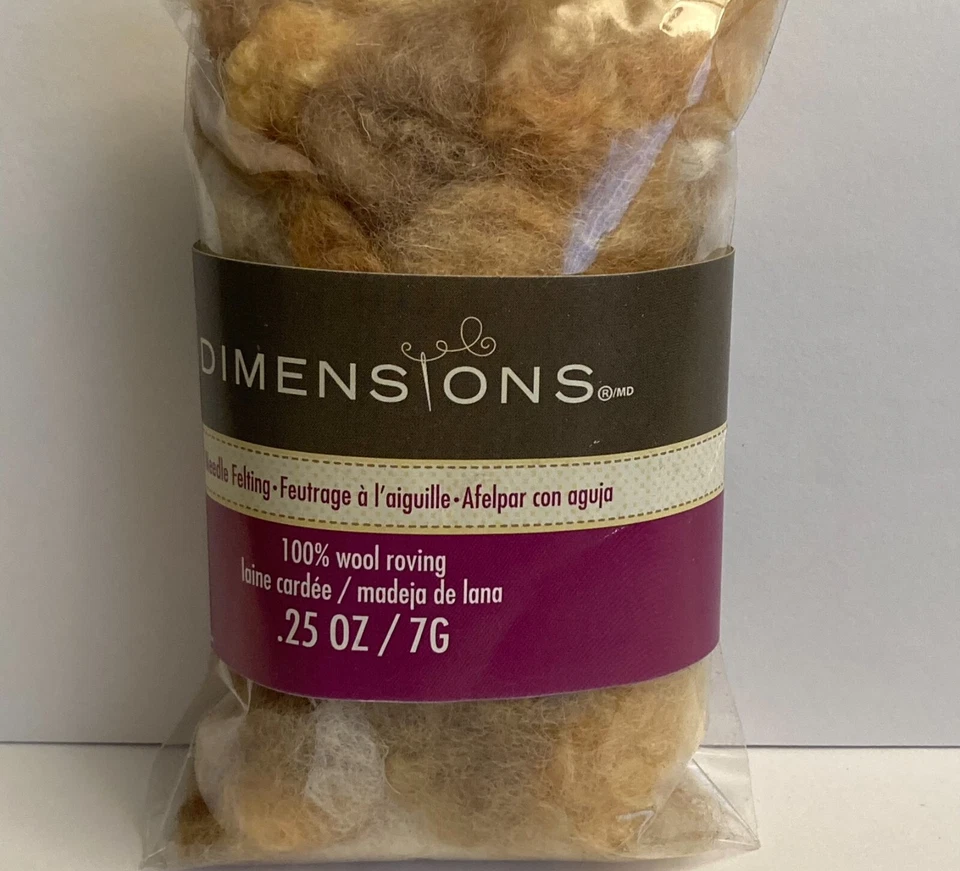 DIMENSIONS®/MD
Needle Felting • Feutrage à l'aiguille • Afelpar con aguja
100% wool roving
laine cardée / madeja de lana
.25 OZ / 7G